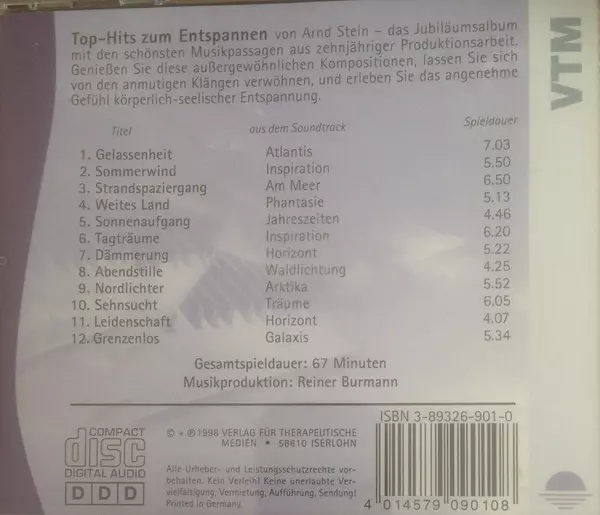 Top-Hits zum Entspannen von Arnd Stein – das Jubiläumsalbum
mit den schönsten Musikpassagen aus zehnjähriger Produktionsarbeit.
Genießen Sie diese außergewöhnlichen Kompositionen, lassen Sie sich
von den anmutigen Klängen verwöhnen, und erleben Sie das angenehme
Gefühl körperlich-seelischer Entspannung.
VTM
Titel aus dem Soundtrack Spieldauer
1. Gelassenheit Atlantis 7.03
2. Sommerwind Inspiration 5.50
3. Strandspaziergang Am Meer 6.50
4. Weites Land Phantasie 5.13
5. Sonnenaufgang Jahreszeiten 4.46
6. Tagträume Inspiration 6.20
7. Dämmerung Horizont 5.22
8. Abendstille Waldlichtung 4.25
9. Nordlichter Arktika 5.52
10. Sehnsucht Träume 6.05
11. Leidenschaft Horizont 4.07
12. Grenzenlos Galaxis 5.34
Gesamtspieldauer: 67 Minuten
Musikproduktion: Reiner Burmann
ISBN 3-89326-901-0
COMPACT
disc
DIGITAL AUDIO
DDD
© + ℗ 1998 VERLAG FÜR THERAPEUTISCHE
MEDIEN • 58610 ISERLOHN
Alle Urheber- und Leistungsschutzrechte vor-
behalten. Kein Verleih! Keine unerlaubte Ver-
vielfältigung; Vermietung, Aufführung, Sendung!
Printed in Germany
4 014579 090108